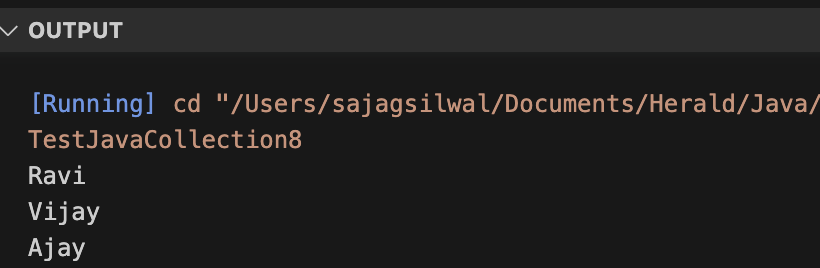 OUTPUT
[Running] cd "/Users/sajagsilwal/Documents/Herald/Java/
TestJavaCollection8
Ravi
Vijay
Ajay